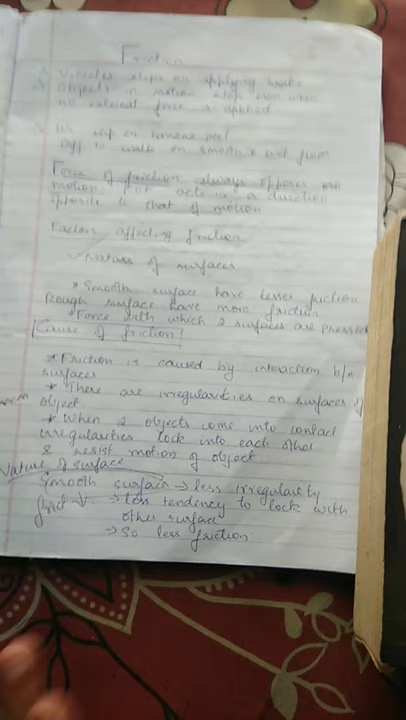 Friction
Vehicles stops on applying brake
Objects in motion stops even when
no external force is applied
We slip on banana peel
Diff to walk on smooth & wet floor
Force of friction always opposes
motion acts in a direction
opposite to that of motion
Factors affecting friction
Nature of surfaces
* Smooth surface have lesser friction
Rough surface have more friction
* Force with which 2 surfaces are pressed
Cause of friction
* Friction is caused by interaction b/n
surfaces
* There are irregularities on surfaces of
object
* When 2 objects come into contact
irregularities lock into each other
& resist motion of object
Nature of surface
Smooth surface → less irregularity
frict ↓ → less tendency to lock with
other surface
→ So less friction